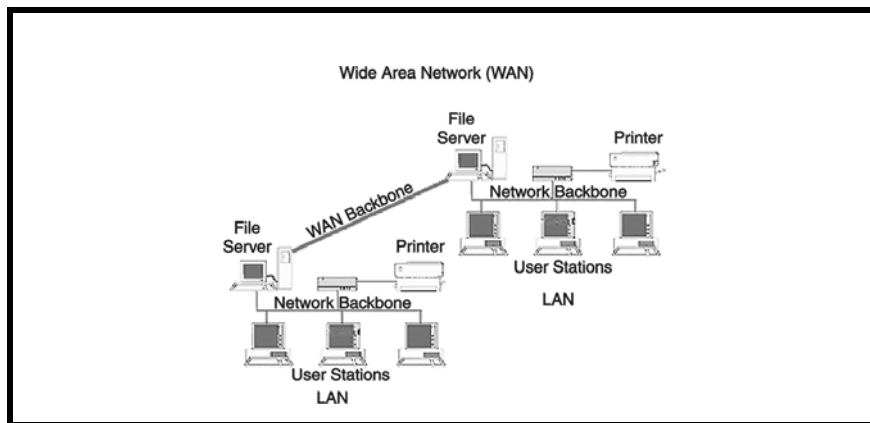 Wide Area Network (WAN)
File
Server
Printer
Network Backbone
User Stations
LAN
WAN Backbone
File
Server
Printer
Network Backbone
User Stations
LAN